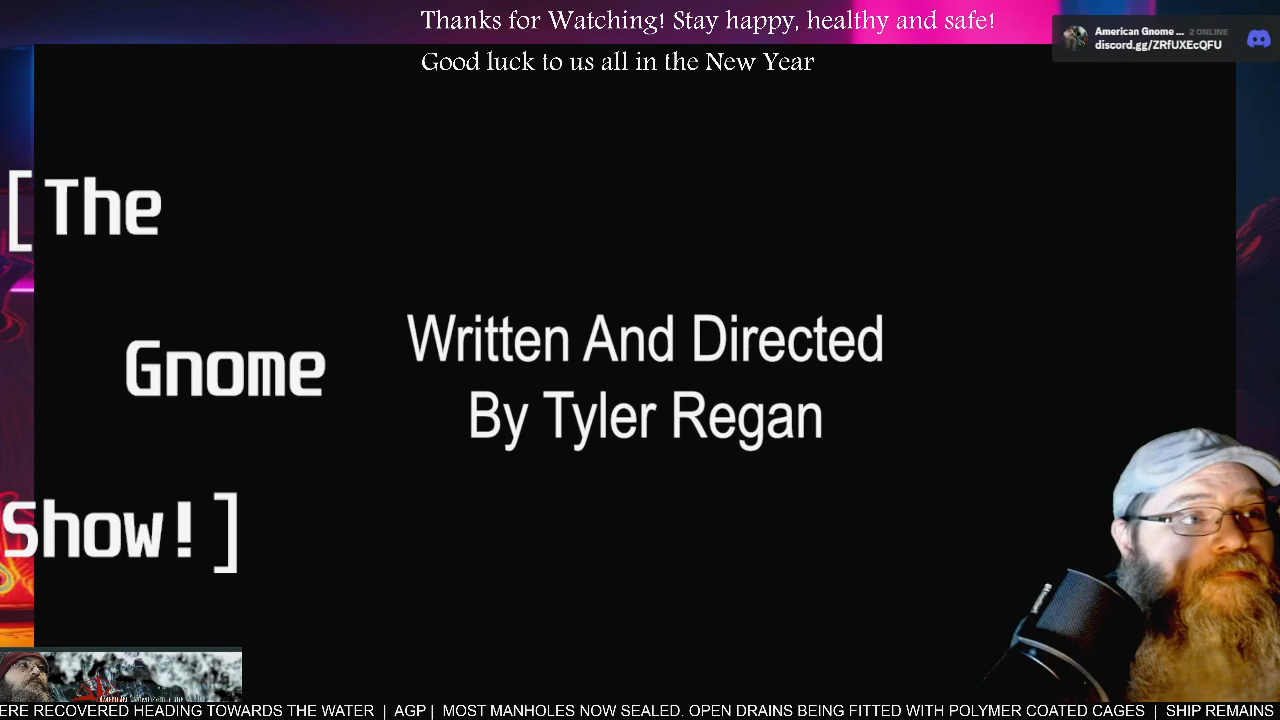 Thanks for Watching! Stay happy, healthy and safe!
Good luck to us all in the New Year
American Gnome ... 2 ONLINE
discord.gg/ZRfUXEcQFU
[The
Gnome
Show!]
Written And Directed
By Tyler Regan
ERE RECOVERED HEADING TOWARDS THE WATER | AGP | MOST MANHOLES NOW SEALED. OPEN DRAINS BEING FITTED WITH POLYMER COATED CAGES | SHIP REMAINS